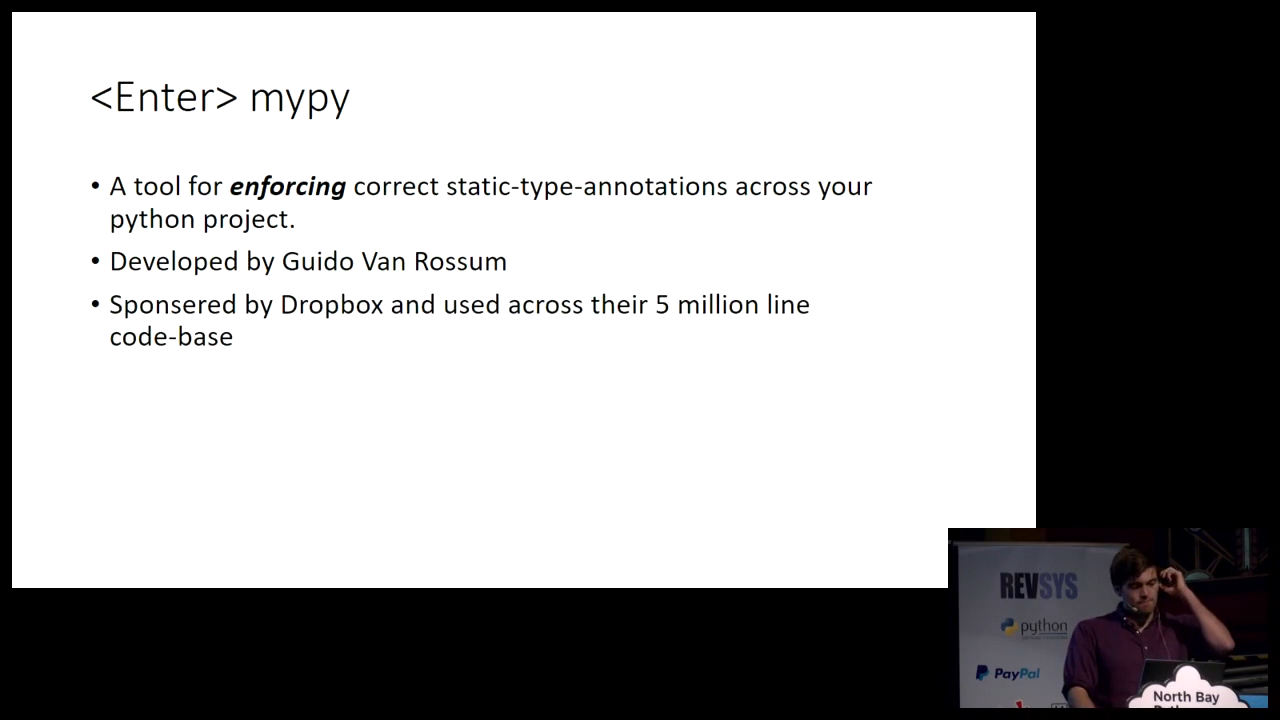 <Enter> mypy
• A tool for enforcing correct static-type-annotations across your
python project.
• Developed by Guido Van Rossum
• Sponsered by Dropbox and used across their 5 million line
code-base
REVSYS
python
PayPal
North Bay